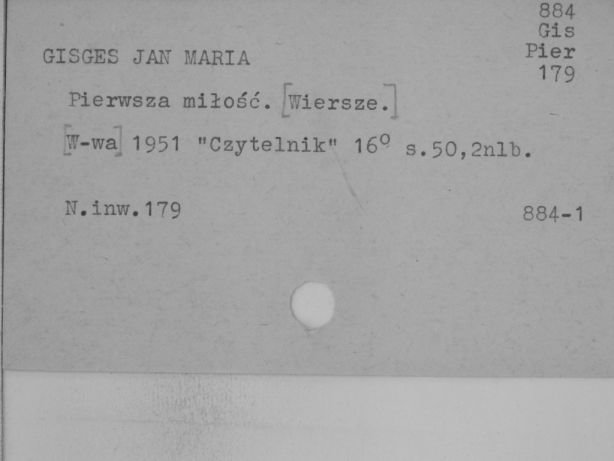 884
Gis
Pier
179
GISGES JAN MARIA
Pierwsza miłość. [Wiersze.]
[W-wa] 1951 "Czytelnik" 16º s.50,2nlb.
N.inw.179
884-1